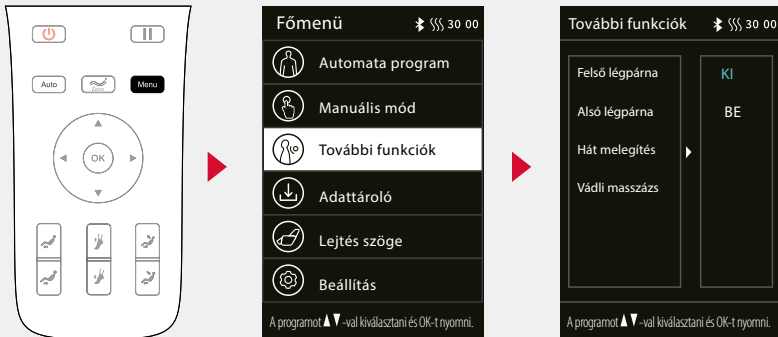 Auto
Zero
Menu
OK
Főmenü 30 00
Automata program
Manuális mód
További funkciók
Adattároló
Lejtés szöge
Beállítás
A programot ▲▼ -val kiválasztani és OK-t nyomni.
További funkciók 30 00
Felső légpárna
Alsó légpárna
Hát melegítés
Vádli masszázs
KI
BE
A programot ▲▼ -val kiválasztani és OK-t nyomni.